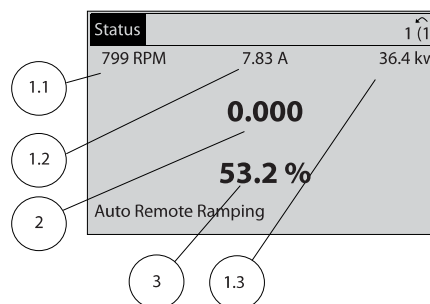 Status 1 (1
799 RPM 7.83 A 36.4 kw
1.1
0.000
1.2
53.2 %
2
Auto Remote Ramping
3 1.3